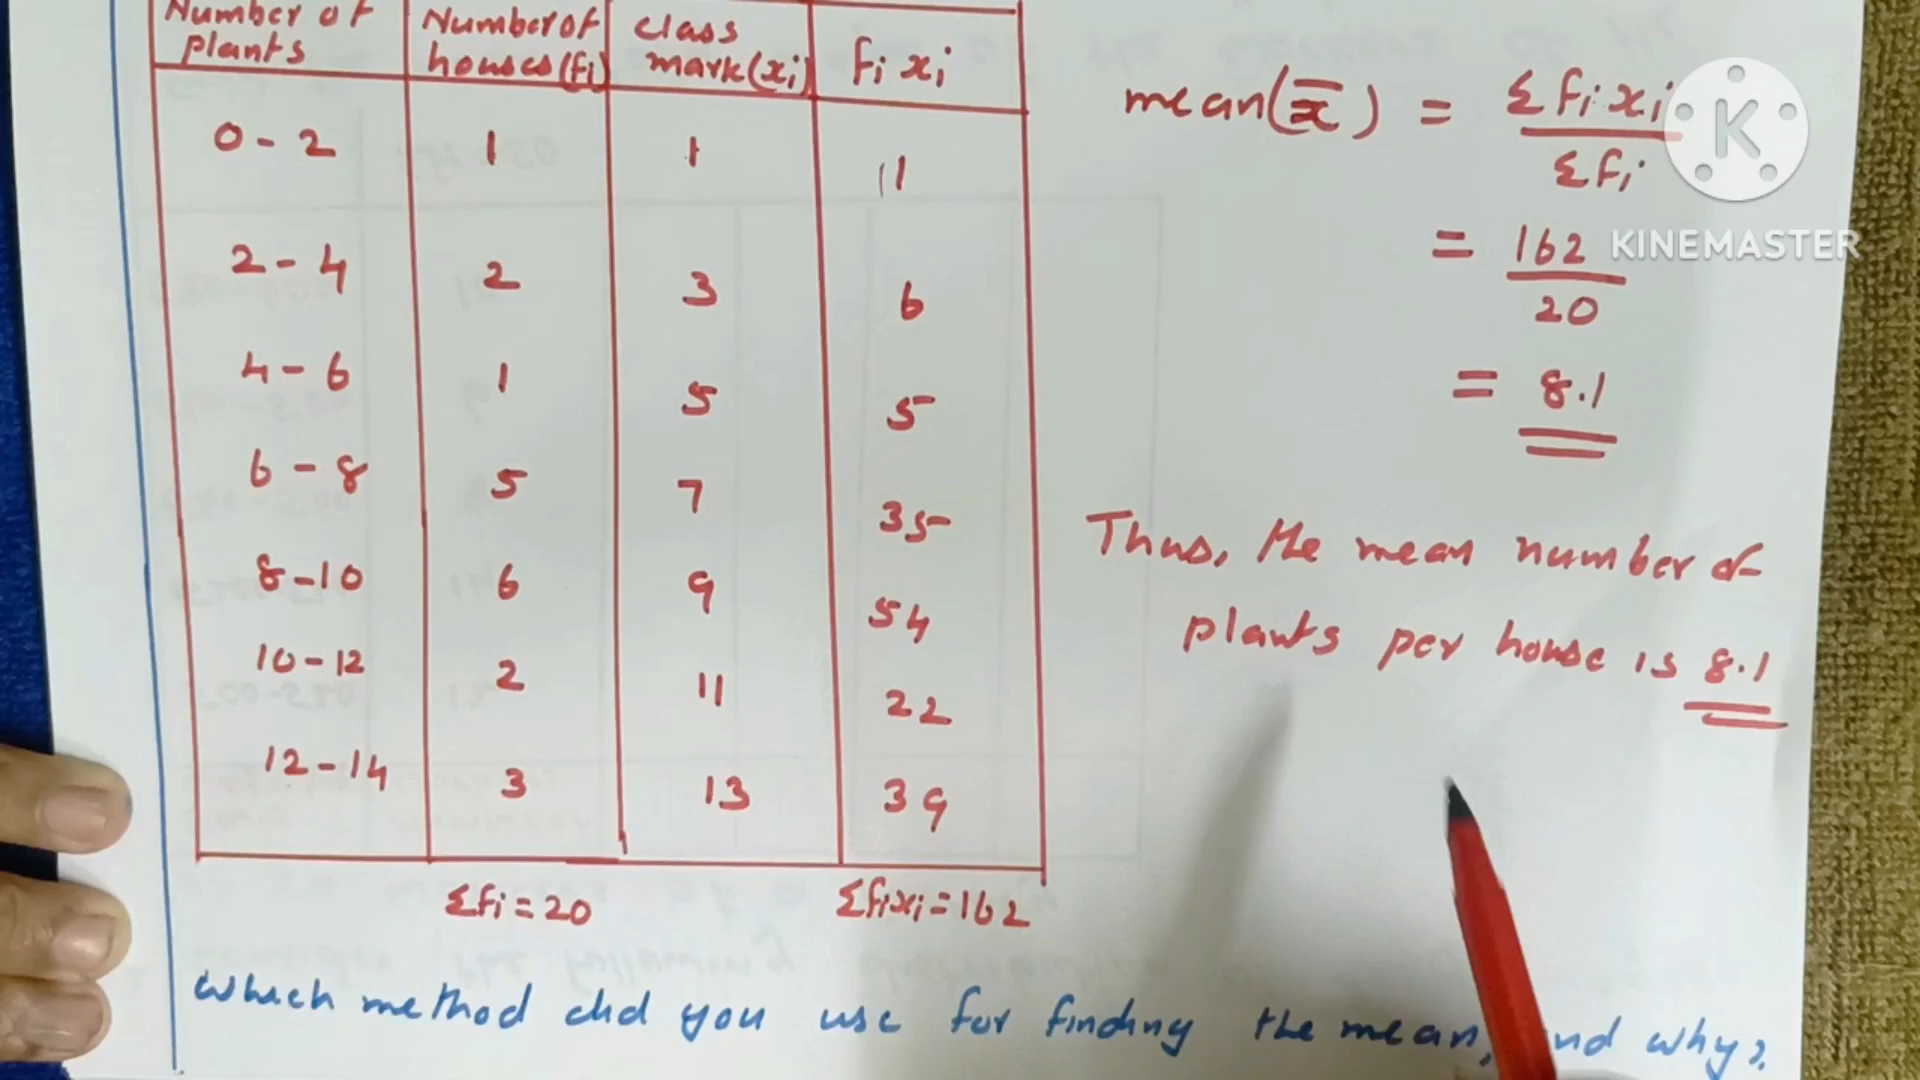 Number of plants | Number of houses (fi) | class mark (xi) | fi xi
0 - 2 | 1 | 1 | 1
2 - 4 | 2 | 3 | 6
4 - 6 | 1 | 5 | 5
6 - 8 | 5 | 7 | 35
8 - 10 | 6 | 9 | 54
10 - 12 | 2 | 11 | 22
12 - 14 | 3 | 13 | 39
Σfi = 20
Σfixi = 162
mean(x̄) = Σfixi / Σfi
= 162 / 20
= 8.1
Thus, the mean number of
plants per house is 8.1
Which method did you use for finding the mean, and why?
K
KINEMASTER